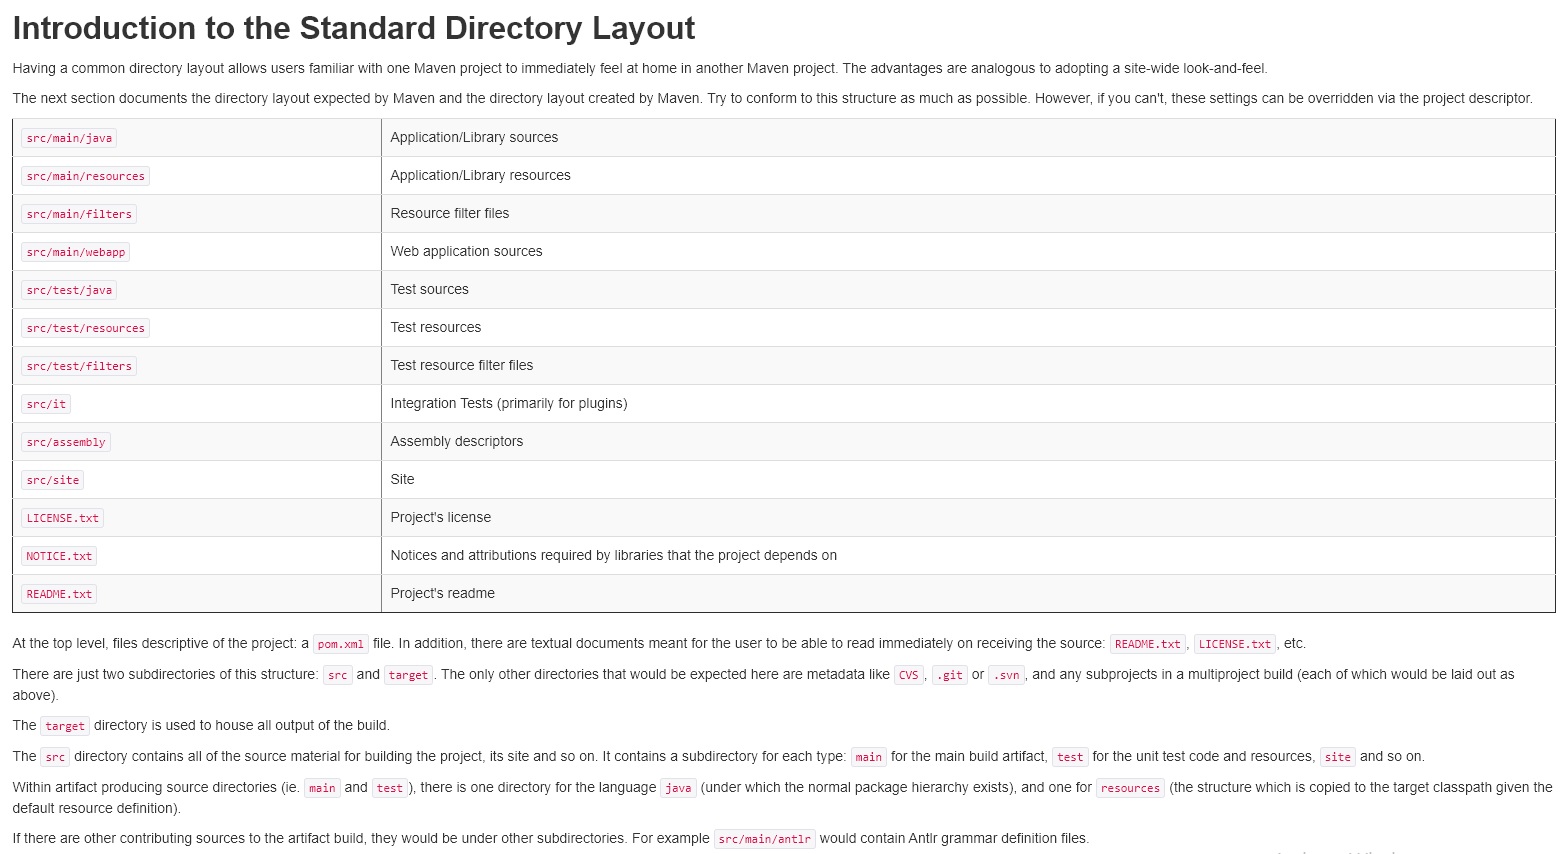 Introduction to the Standard Directory Layout
Having a common directory layout allows users familiar with one Maven project to immediately feel at home in another Maven project. The advantages are analogous to adopting a site-wide look-and-feel.
The next section documents the directory layout expected by Maven and the directory layout created by Maven. Try to conform to this structure as much as possible. However, if you can't, these settings can be overridden via the project descriptor.
src/main/java Application/Library sources
src/main/resources Application/Library resources
src/main/filters Resource filter files
src/main/webapp Web application sources
src/test/java Test sources
src/test/resources Test resources
src/test/filters Test resource filter files
src/it Integration Tests (primarily for plugins)
src/assembly Assembly descriptors
src/site Site
LICENSE.txt Project's license
NOTICE.txt Notices and attributions required by libraries that the project depends on
README.txt Project's readme
At the top level, files descriptive of the project: a pom.xml file. In addition, there are textual documents meant for the user to be able to read immediately on receiving the source: README.txt, LICENSE.txt, etc.
There are just two subdirectories of this structure: src and target. The only other directories that would be expected here are metadata like CVS, .git or .svn, and any subprojects in a multiproject build (each of which would be laid out as
above).
The target directory is used to house all output of the build.
The src directory contains all of the source material for building the project, its site and so on. It contains a subdirectory for each type: main for the main build artifact, test for the unit test code and resources, site and so on.
Within artifact producing source directories (ie. main and test), there is one directory for the language java (under which the normal package hierarchy exists), and one for resources (the structure which is copied to the target classpath given the
default resource definition).
If there are other contributing sources to the artifact build, they would be under other subdirectories. For example src/main/antlr would contain Antlr grammar definition files.